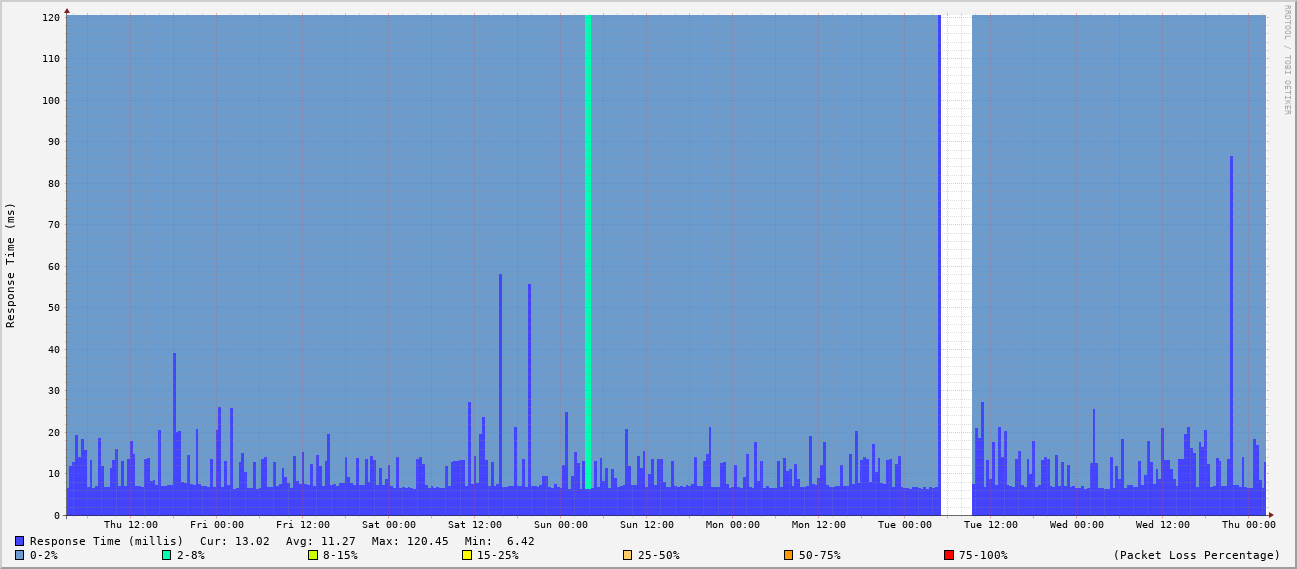 RRDTOOL / TOBI OETIKER
Response Time (ms)
120
110
100
90
80
70
60
50
40
30
20
10
0
Thu 12:00 Fri 00:00 Fri 12:00 Sat 00:00 Sat 12:00 Sun 00:00 Sun 12:00 Mon 00:00 Mon 12:00 Tue 00:00 Tue 12:00 Wed 00:00 Wed 12:00 Thu 00:00
Response Time (millis) Cur: 13.02 Avg: 11.27 Max: 120.45 Min: 6.42
0-2% 2-8% 8-15% 15-25% 25-50% 50-75% 75-100% (Packet Loss Percentage)